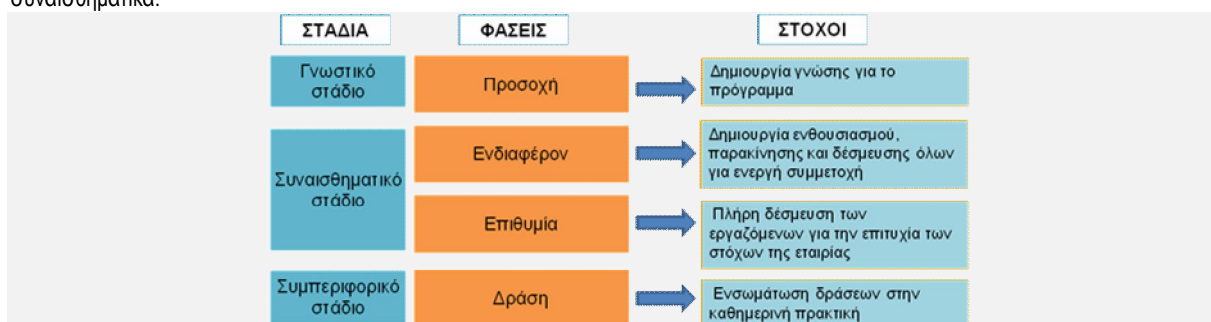 συναισθηματικά.
ΣΤΑΔΙΑ ΦΑΣΕΙΣ ΣΤΟΧΟΙ
Γνωστικό
στάδιο
Προσοχή
Δημιουργία γνώσης για το
πρόγραμμα
Συναισθηματικό
στάδιο
Ενδιαφέρον
Δημιουργία ενθουσιασμού,
παρακίνησης και δέσμευσης όλων
για ενεργή συμμετοχή
Επιθυμία
Πλήρη δέσμευση των
εργαζόμενων για την επιτυχία των
στόχων της εταιρίας
Συμπεριφορικό
στάδιο
Δράση
Ενσωμάτωση δράσεων στην
καθημερινή πρακτική